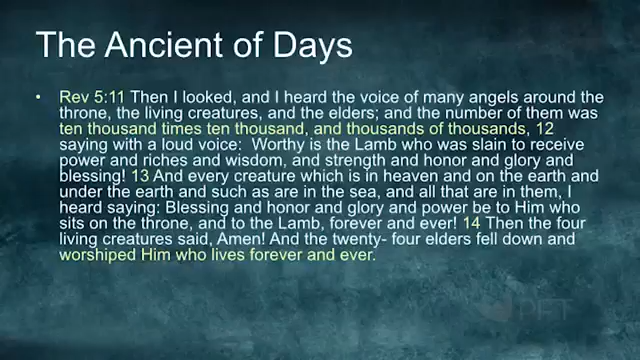 The Ancient of Days
• Rev 5:11 Then I looked, and I heard the voice of many angels around the
throne, the living creatures, and the elders; and the number of them was
ten thousand times ten thousand, and thousands of thousands, 12
saying with a loud voice:  Worthy is the Lamb who was slain to receive
power and riches and wisdom, and strength and honor and glory and
blessing! 13 And every creature which is in heaven and on the earth and
under the earth and such as are in the sea, and all that are in them, I
heard saying: Blessing and honor and glory and power be to Him who
sits on the throne, and to the Lamb, forever and ever! 14 Then the four
living creatures said, Amen! And the twenty- four elders fell down and
worshiped Him who lives forever and ever.
PFT